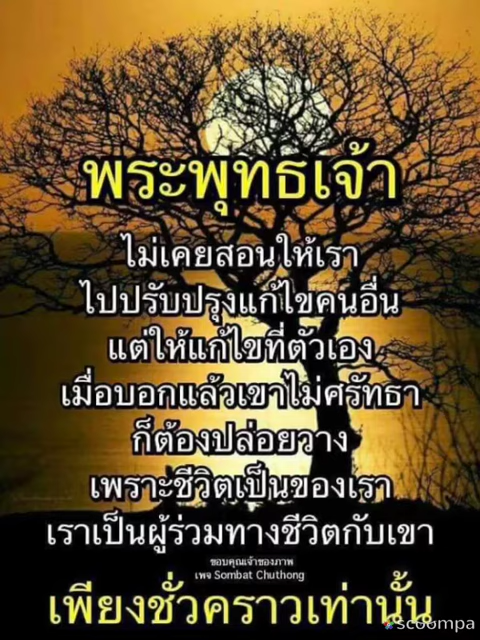 พระพุทธเจ้า
ไม่เคยสอนให้เรา
ไปปรับปรุงแก้ไขคนอื่น
แต่ให้แก้ไขที่ตัวเอง
เมื่อบอกแล้วเขาไม่ศรัทธา
ก็ต้องปล่อยวาง
เพราะชีวิตเป็นของเรา
เราเป็นผู้ร่วมทางชีวิตกับเขา
ขอบคุณเจ้าของภาพ
เพจ Sombat Chuthong
เพียงชั่วคราวเท่านั้น
scoompa